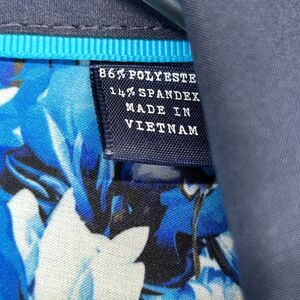 86% POLYESTE
14% SPANDEX
MADE IN
VIETNAM